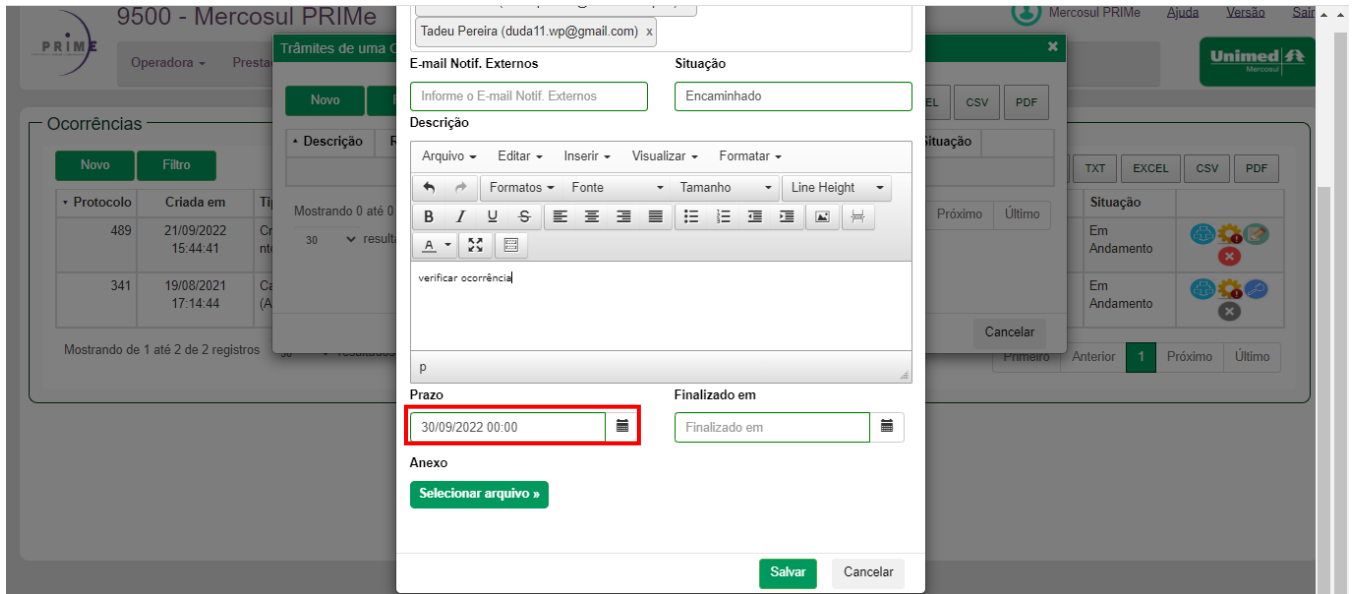 9500 - Mercosul PRIMe
Mercosul PRIMe Ajuda Versão Sair
PRIME
Operadora Presta
Unimed
Mercosul
Trâmites de uma
x
Novo
EL CSV PDF
Descrição
Situação
Mostrando 0 até 0
Próximo Último
30 resulta
Cancelar
Ocorrências
Novo Filtro
TXT EXCEL CSV PDF
Protocolo Criada em Situação
489 21/09/2022
15:44:41
Em
Andamento
341 19/08/2021
17:14:44
Em
Andamento
Mostrando de 1 até 2 de 2 registros
Primeiro Anterior 1 Próximo Último
Tadeu Pereira (duda11.wp@gmail.com) x
E-mail Notif. Externos Situação
Informe o E-mail Notif. Externos Encaminhado
Descrição
Arquivo Editar Inserir Visualizar Formatar
Formatos Fonte Tamanho Line Height
B I U S
A
verificar ocorrência
p
Prazo Finalizado em
30/09/2022 00:00 Finalizado em
Anexo
Selecionar arquivo »
Salvar Cancelar